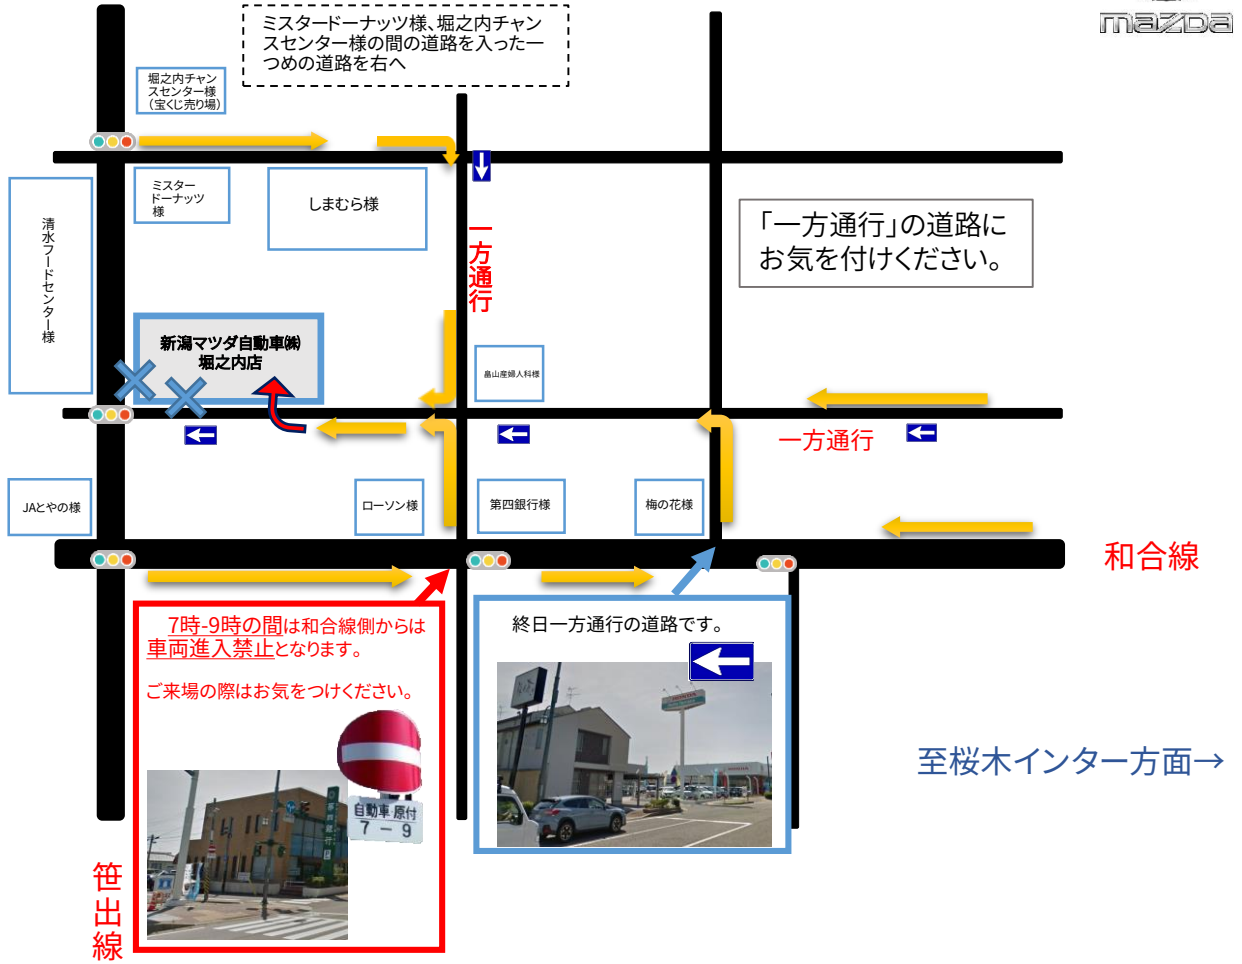 ミスタードーナッツ様、堀之内チャン
スセンター様の間の道路を入った一
つめの道路を右へ
mazda
堀之内チャン
スセンター様
（宝くじ売り場）
ミスター
ドーナッツ
様
しまむら様
清水フードセンター様
一方通行
「一方通行」の道路に
お気を付けください。
新潟マツダ自動車㈱
堀之内店
畠山産婦人科様
一方通行
JAとやの様
ローソン様
第四銀行様
梅の花様
和合線
7時-9時の間は和合線側からは
車両進入禁止となります。
ご来場の際はお気をつけください。
自動車 原付
7 － 9
終日一方通行の道路です。
HONDA
至桜木インター方面→
笹出線